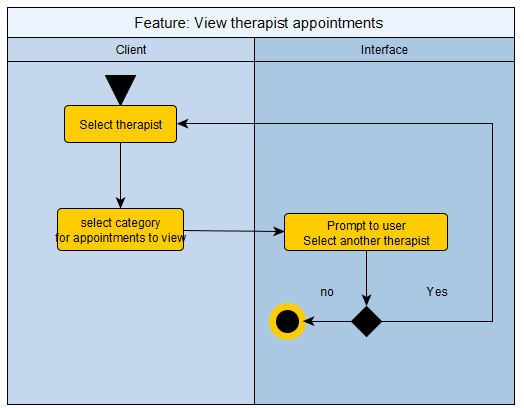 Feature: View therapist appointments
Client
Interface
Select therapist
select category
for appointments to view
Prompt to user
Select another therapist
no
Yes